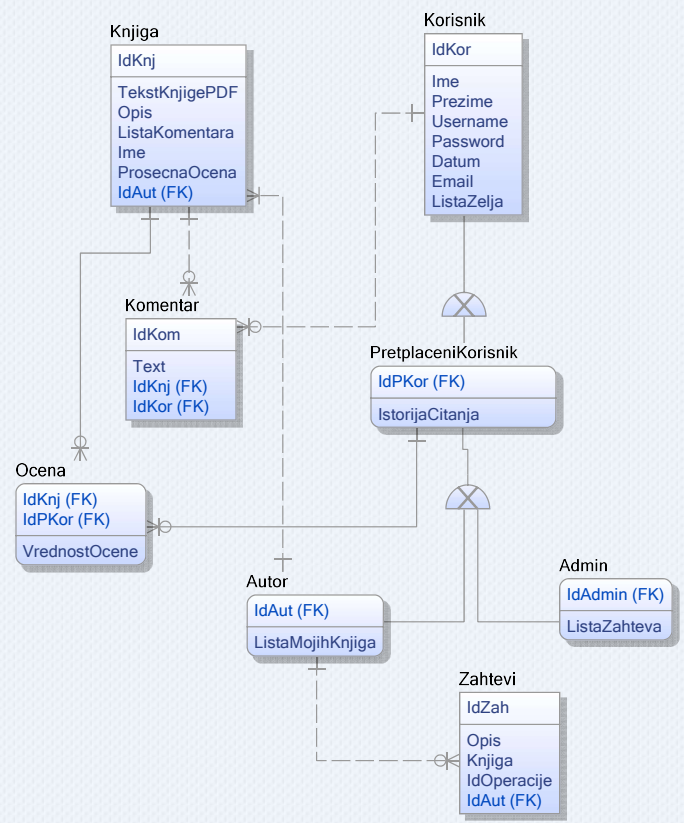 Knjiga
IdKnj
TekstKnjigePDF
Opis
ListaKomentara
Ime
ProsecnaOcena
IdAut (FK)
Korisnik
IdKor
Ime
Prezime
Username
Password
Datum
Email
ListaZelja
Komentar
IdKom
Text
IdKnj (FK)
IdKor (FK)
PretplaceniKorisnik
IdPKor (FK)
IstorijaCitanja
Ocena
IdKnj (FK)
IdPKor (FK)
VrednostOcene
Autor
IdAut (FK)
ListaMojihKnjiga
Admin
IdAdmin (FK)
ListaZahteva
Zahtevi
IdZah
Opis
Knjiga
IdOperacije
IdAut (FK)